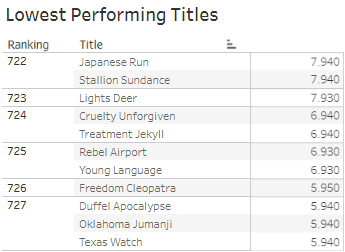 Lowest Performing Titles
Ranking Title
722 Japanese Run 7.940
Stallion Sundance 7.940
723 Lights Deer 7.930
724 Cruelty Unforgiven 6.940
Treatment Jekyll 6.940
725 Rebel Airport 6.930
Young Language 6.930
726 Freedom Cleopatra 5.950
727 Duffel Apocalypse 5.940
Oklahoma Jumanji 5.940
Texas Watch 5.940